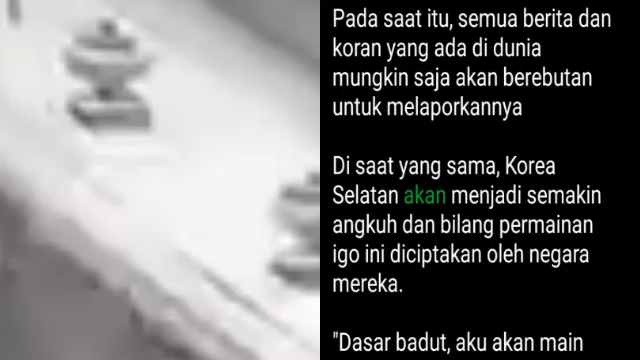 Pada saat itu, semua berita dan
koran yang ada di dunia
mungkin saja akan berebutan
untuk melaporkannya
Di saat yang sama, Korea
Selatan akan menjadi semakin
angkuh dan bilang permainan
igo ini diciptakan oleh negara
mereka.
"Dasar badut, aku akan main